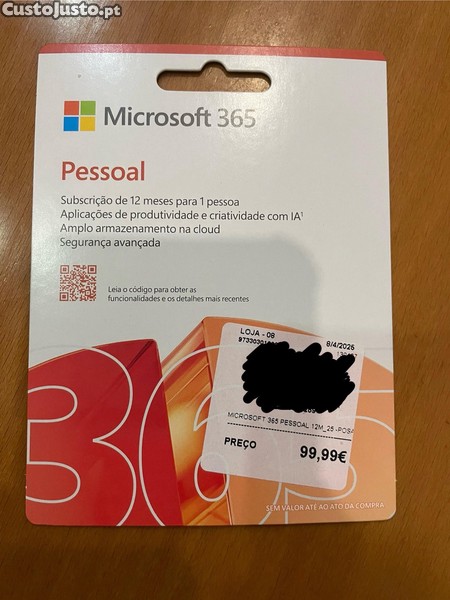 CustoJusto.pt
Microsoft 365
Pessoal
Subscrição de 12 meses para 1 pessoa
Aplicações de produtividade e criatividade com IA¹
Amplo armazenamento na cloud
Segurança avançada
Leia o código para obter as
funcionalidades e os detalhes mais recentes
LOJA - 08
8/4/2025
MICROSOFT 365 PESSOAL 12M_25 -POSA
PREÇO
99,99€
365
SEM VALOR ATÉ AO ATO DA COMPRA